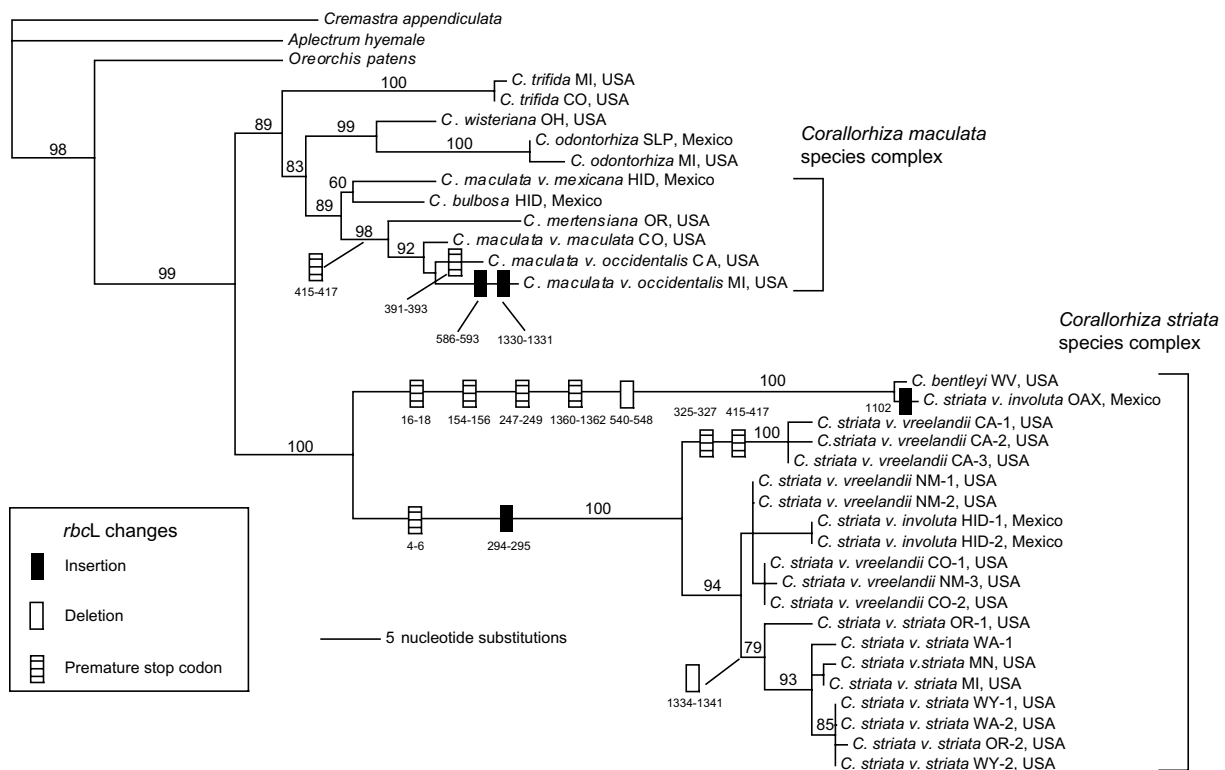 Cremastra appendiculata
Aplectrum hyemale
Oreorchis patens
98
99
100
C. trifida MI, USA
C. trifida CO, USA
89
C. wisteriana OH, USA
99
C. odontorhiza SLP, Mexico
100
C. odontorhiza MI, USA
83
Corallorhiza maculata
species complex
C. maculata v. mexicana HID, Mexico
60
C. bulbosa HID, Mexico
89
C. mertensiana OR, USA
98
C. maculata v. maculata CO, USA
92
C. maculata v. occidentalis CA, USA
C. maculata v. occidentalis MI, USA
415-417
391-393
586-593
1330-1331
Corallorhiza striata
species complex
100
100
C. bentleyi WV, USA
C. striata v. involuta OAX, Mexico
1102
16-18
154-156
247-249
1360-1362
540-548
325-327
415-417
100
C. striata v. vreelandii CA-1, USA
C.striata v. vreelandii CA-2, USA
C. striata v. vreelandii CA-3, USA
C. striata v. vreelandii NM-1, USA
C. striata v. vreelandii NM-2, USA
100
4-6
294-295
C. striata v. involuta HID-1, Mexico
C. striata v. involuta HID-2, Mexico
C. striata v. vreelandii CO-1, USA
C. striata v. vreelandii NM-3, USA
C. striata v. vreelandii CO-2, USA
94
C. striata v. striata OR-1, USA
79
C. striata v. striata WA-1
C. striata v.striata MN, USA
C. striata v. striata MI, USA
93
1334-1341
C. striata v. striata WY-1, USA
C. striata v. striata WA-2, USA
85
C. striata v. striata OR-2, USA
C. striata v. striata WY-2, USA
rbcL changes
Insertion
Deletion
Premature stop codon
5 nucleotide substitutions